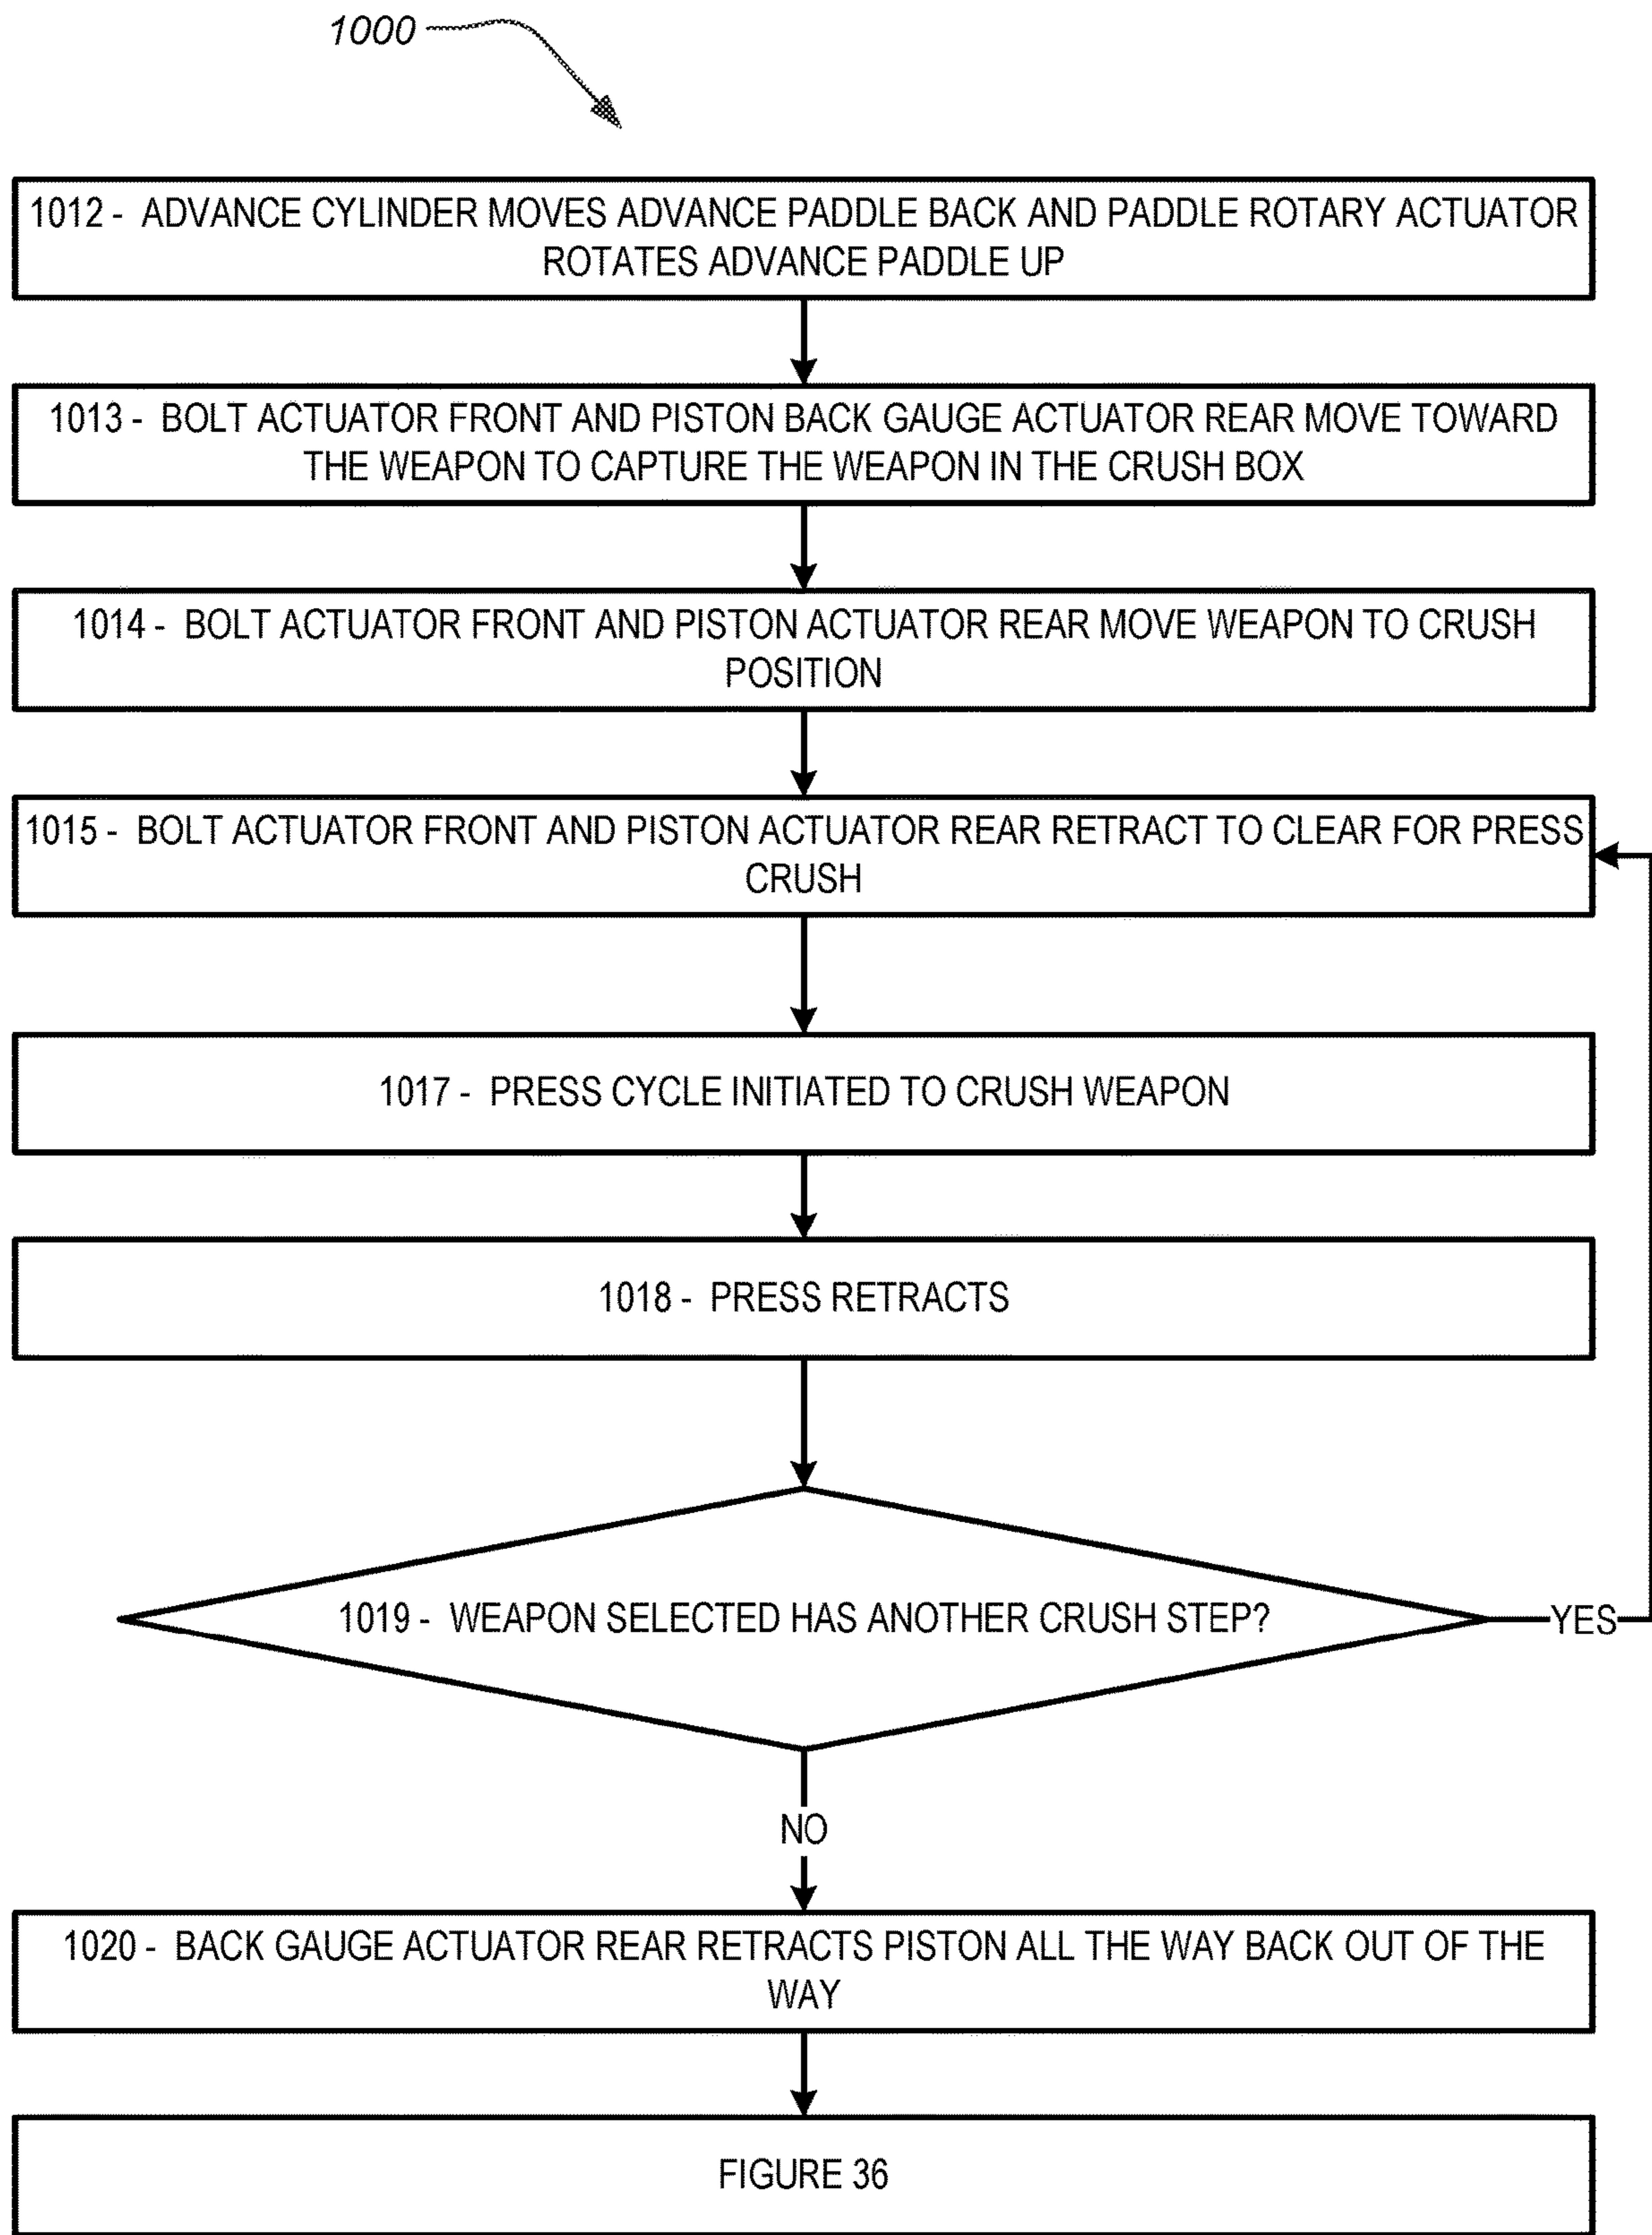 1000
1012 - ADVANCE CYLINDER MOVES ADVANCE PADDLE BACK AND PADDLE ROTARY ACTUATOR
ROTATES ADVANCE PADDLE UP
1013 - BOLT ACTUATOR FRONT AND PISTON BACK GAUGE ACTUATOR REAR MOVE TOWARD
THE WEAPON TO CAPTURE THE WEAPON IN THE CRUSH BOX
1014 - BOLT ACTUATOR FRONT AND PISTON ACTUATOR REAR MOVE WEAPON TO CRUSH
POSITION
1015 - BOLT ACTUATOR FRONT AND PISTON ACTUATOR REAR RETRACT TO CLEAR FOR PRESS
CRUSH
1017 - PRESS CYCLE INITIATED TO CRUSH WEAPON
1018 - PRESS RETRACTS
1019 - WEAPON SELECTED HAS ANOTHER CRUSH STEP?
YES
NO
1020 - BACK GAUGE ACTUATOR REAR RETRACTS PISTON ALL THE WAY BACK OUT OF THE
WAY
FIGURE 36